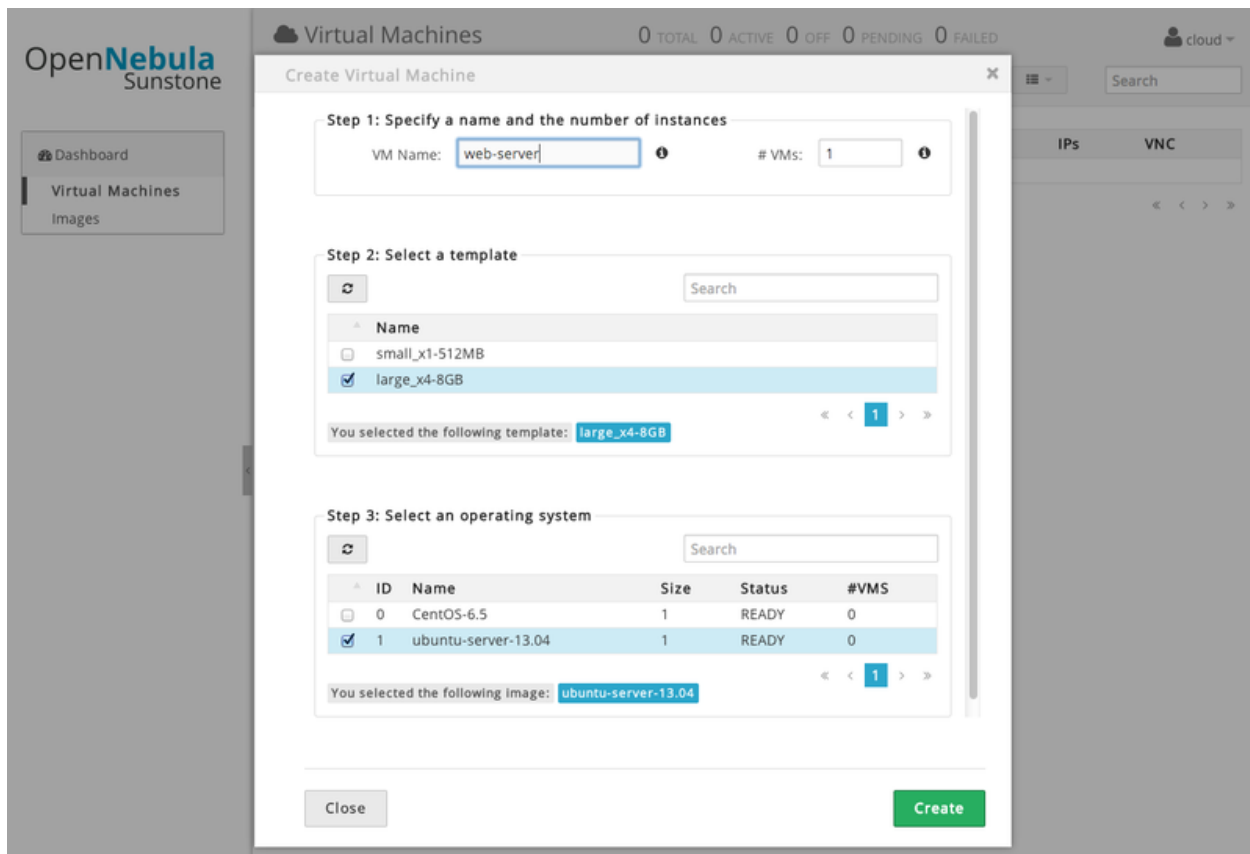 OpenNebula
Sunstone
Virtual Machines 0 TOTAL 0 ACTIVE 0 OFF 0 PENDING 0 FAILED
cloud
Search
Dashboard
Virtual Machines
Images
IPs VNC
« < > »
Create Virtual Machine ×
Step 1: Specify a name and the number of instances
VM Name: web-server # VMs: 1
Step 2: Select a template
Search
Name
small_x1-512MB
large_x4-8GB
« < 1 > »
You selected the following template: large_x4-8GB
Step 3: Select an operating system
Search
ID Name Size Status #VMS
0 CentOS-6.5 1 READY 0
1 ubuntu-server-13.04 1 READY 0
« < 1 > »
You selected the following image: ubuntu-server-13.04
Close Create